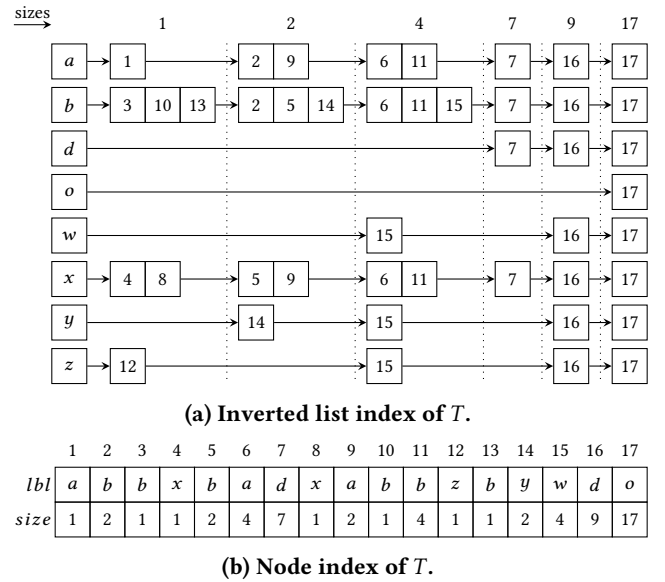 sizes 1 2 4 7 9 17
a 1 2 9 6 11 7 16 17
b 3 10 13 2 5 14 6 11 15 7 16 17
d 7 16 17
o 17
w 15 16 17
x 4 8 5 9 6 11 7 16 17
y 14 15 16 17
z 12 15 16 17
(a) Inverted list index of T.
1 2 3 4 5 6 7 8 9 10 11 12 13 14 15 16 17
lbl a b b x b a d x a b b z b y w d o
size 1 2 1 1 2 4 7 1 2 1 4 1 1 2 4 9 17
(b) Node index of T.